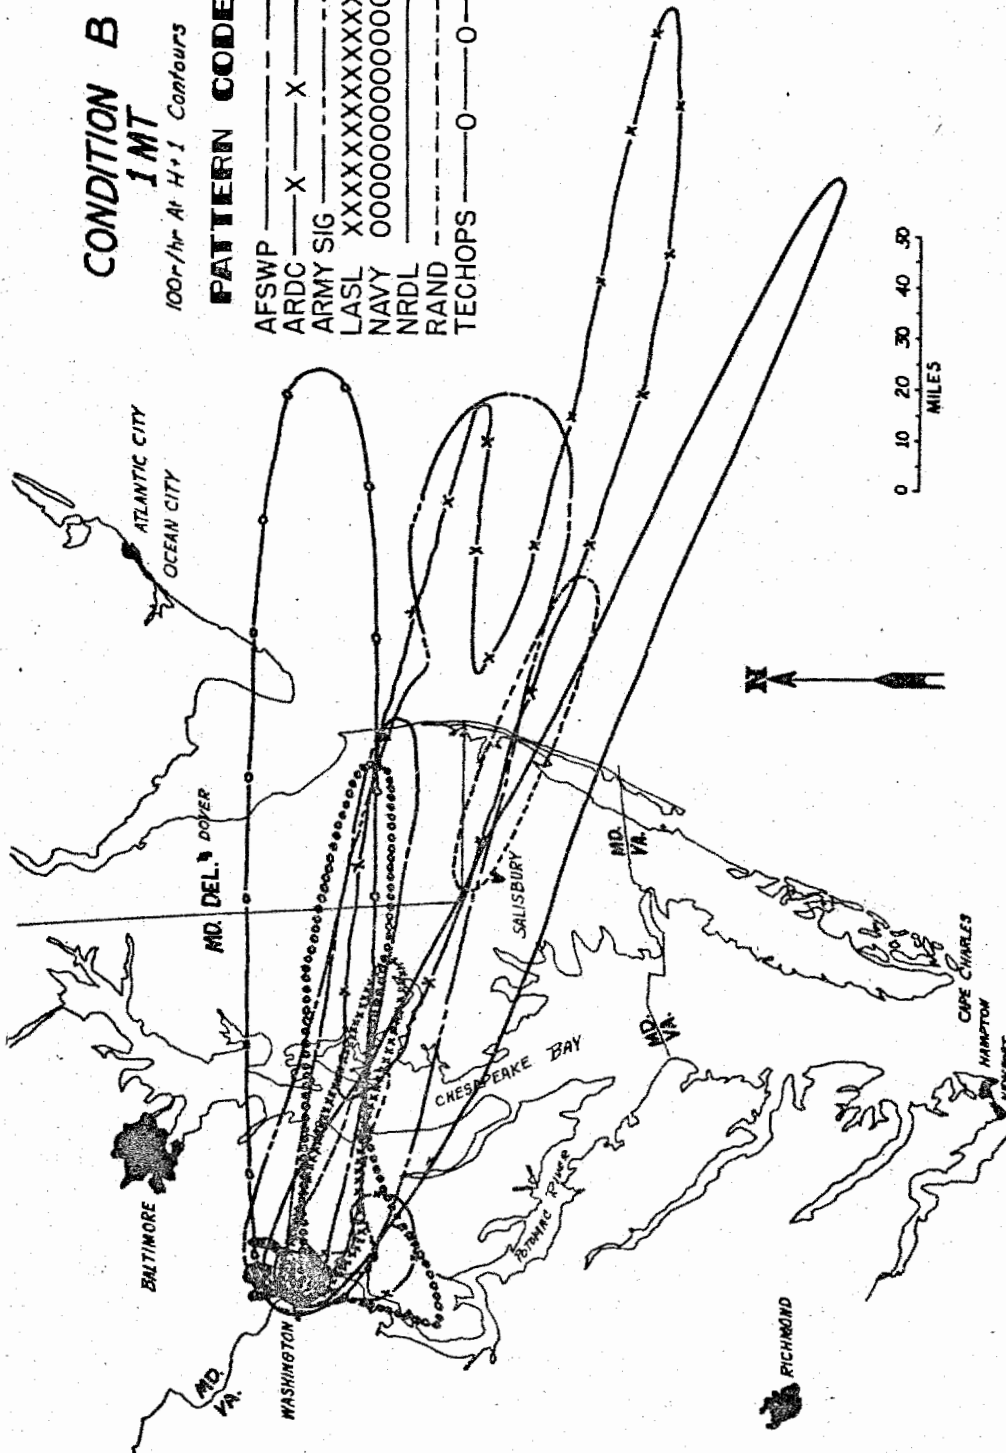 CONDITION B
1 MT
100r/hr At H+1 Contours
PATTERN CODE
AFSWP
ARDC X X
ARMY SIG
LASL XXXXXXXXXXXXX
NAVY OOOOOOOOOOOOO
NRDL
RAND
TECHOPS O O
ATLANTIC CITY
OCEAN CITY
MD. DEL.
DOVER
BALTIMORE
WASHINGTON
MD.
VA.
SALISBURY
MD.
VA.
CHESAPEAKE BAY
MD.
VA.
POTOMAC RIVER
RICHMOND
CAPE CHARLES
HAMPTON
N
0 10 20 30 40 50
MILES